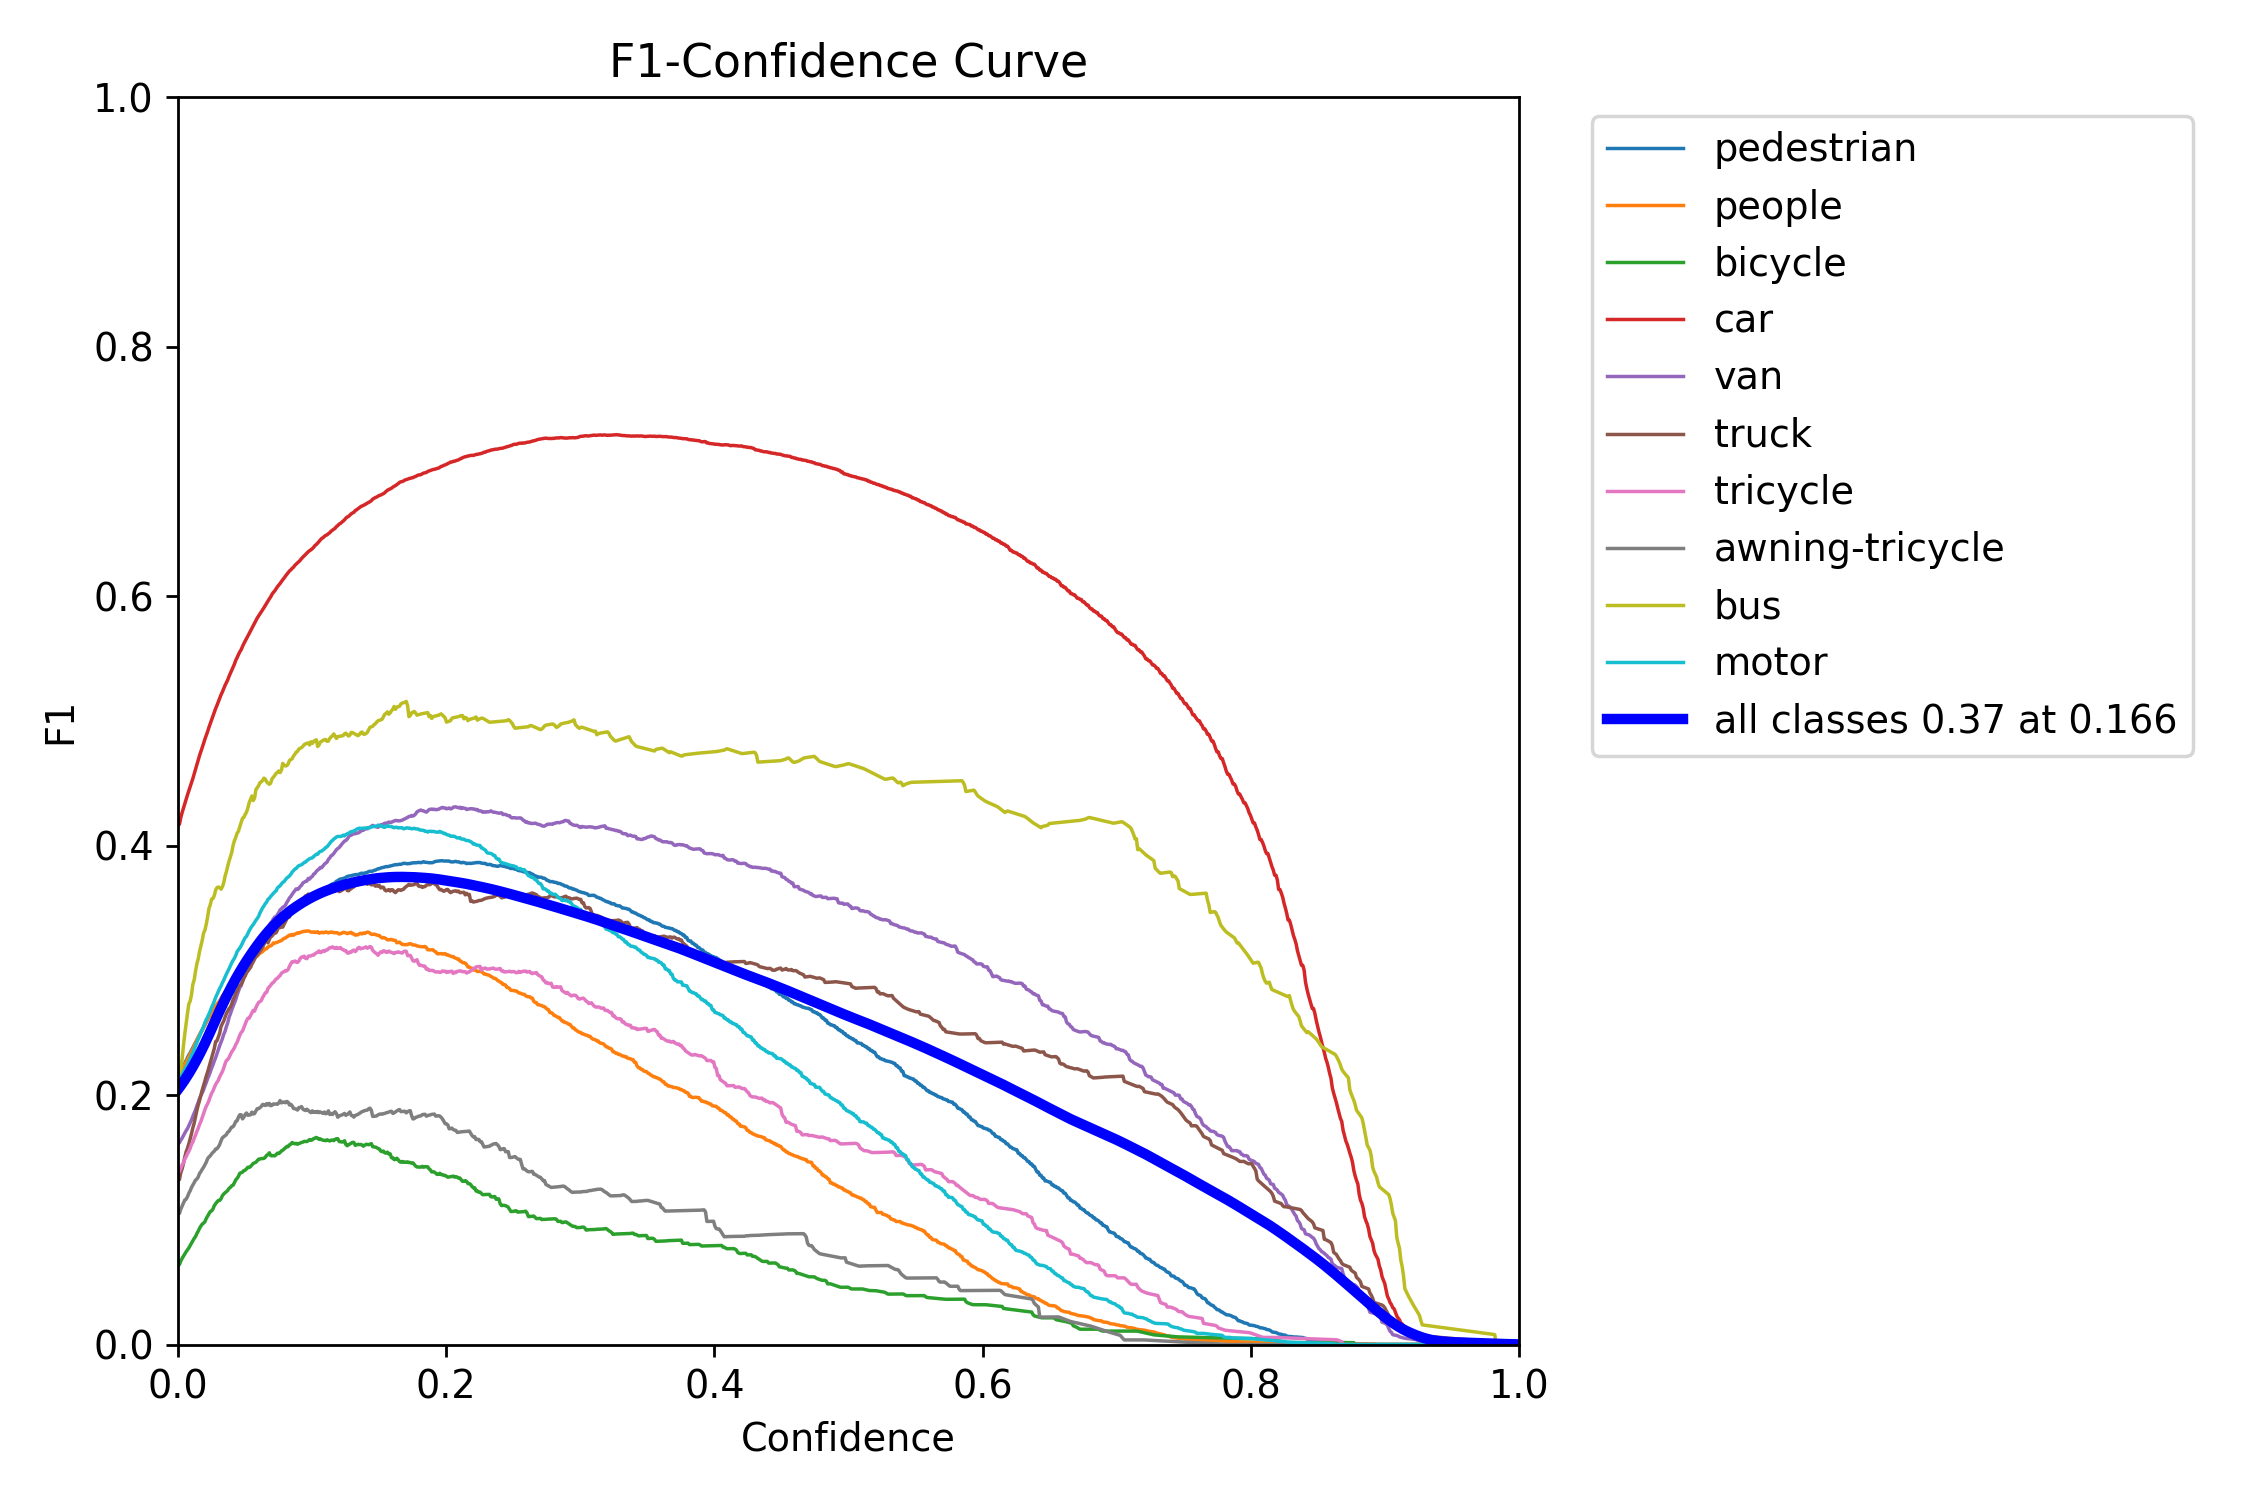 F1-Confidence Curve
1.0
0.8
0.6
0.4
0.2
0.0
F1
0.0 0.2 0.4 0.6 0.8 1.0
Confidence
pedestrian
people
bicycle
car
van
truck
tricycle
awning-tricycle
bus
motor
all classes 0.37 at 0.166